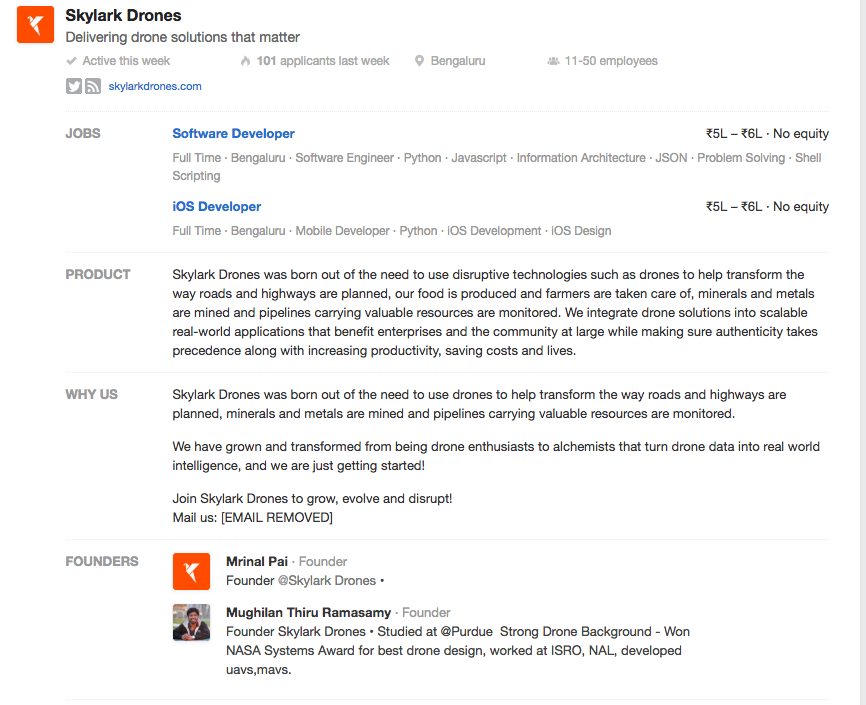 Skylark Drones
Delivering drone solutions that matter
Active this week 101 applicants last week Bengaluru 11-50 employees
skylarkdrones.com
JOBS
Software Developer ₹5L – ₹6L · No equity
Full Time · Bengaluru · Software Engineer · Python · Javascript · Information Architecture · JSON · Problem Solving · Shell
Scripting
iOS Developer ₹5L – ₹6L · No equity
Full Time · Bengaluru · Mobile Developer · Python · iOS Development · iOS Design
PRODUCT
Skylark Drones was born out of the need to use disruptive technologies such as drones to help transform the
way roads and highways are planned, our food is produced and farmers are taken care of, minerals and metals
are mined and pipelines carrying valuable resources are monitored. We integrate drone solutions into scalable
real-world applications that benefit enterprises and the community at large while making sure authenticity takes
precedence along with increasing productivity, saving costs and lives.
WHY US
Skylark Drones was born out of the need to use drones to help transform the way roads and highways are
planned, minerals and metals are mined and pipelines carrying valuable resources are monitored.
We have grown and transformed from being drone enthusiasts to alchemists that turn drone data into real world
intelligence, and we are just getting started!
Join Skylark Drones to grow, evolve and disrupt!
Mail us: [EMAIL REMOVED]
FOUNDERS
Mrinal Pai · Founder
Founder @Skylark Drones •
Mughilan Thiru Ramasamy · Founder
Founder Skylark Drones • Studied at @Purdue Strong Drone Background - Won
NASA Systems Award for best drone design, worked at ISRO, NAL, developed
uavs,mavs.